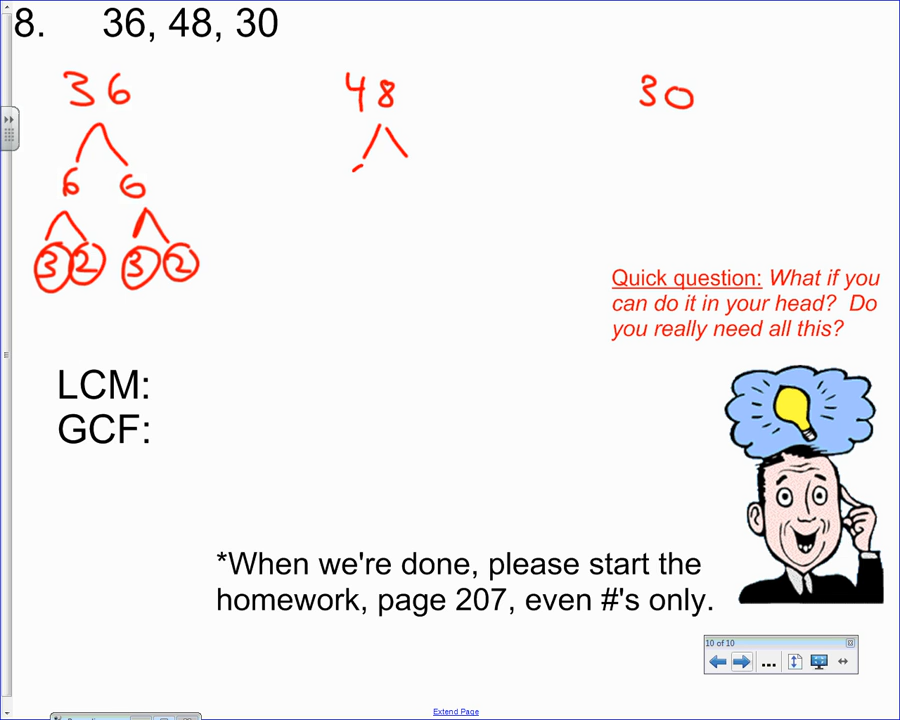 8. 36, 48, 30
36 48 30
6 6
3 2 3 2
Quick question: What if you
can do it in your head? Do
you really need all this?
LCM:
GCF:
*When we're done, please start the
homework, page 207, even #'s only.
10 of 10
Extend Page